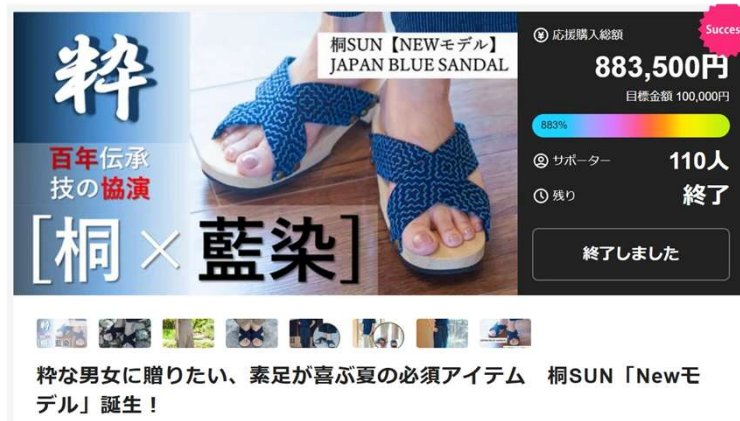 粋
百年伝承
技の協演
[桐×藍染]
桐SUN【NEWモデル】
JAPAN BLUE SANDAL
応援購入総額
Succes
883,500円
目標金額 100,000円
883%
サポーター 110人
残り 終了
終了しました
粋な男女に贈りたい、素足が喜ぶ夏の必須アイテム 桐SUN「Newモ
デル」誕生！